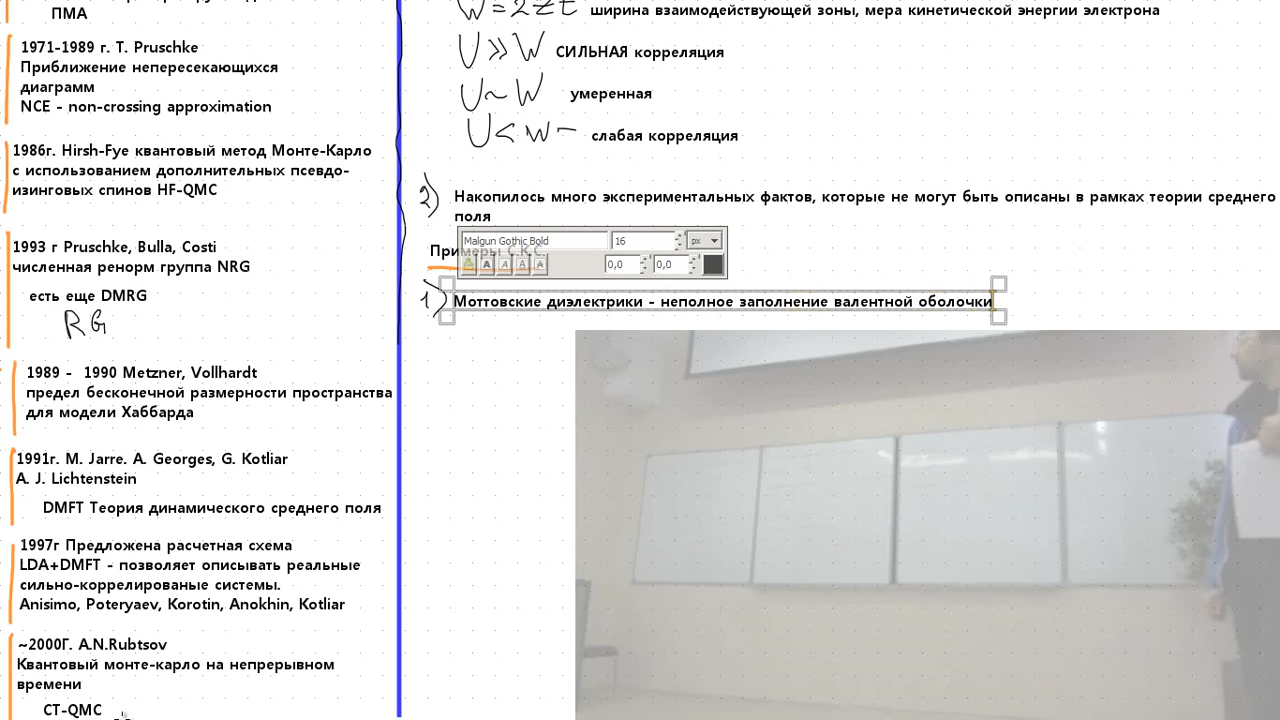 ПМА
1971-1989 г. T. Pruschke
Приближение непересекающихся
диаграмм
NCE - non-crossing approximation
1986г. Hirsh-Fye квантовый метод Монте-Карло
с использованием дополнительных псевдо-
изинговых спинов HF-QMC
1993 г Pruschke, Bulla, Costi
численная ренорм группа NRG
есть еще DMRG
RG
1989 - 1990 Metzner, Vollhardt
предел бесконечной размерности пространства
для модели Хаббарда
1991г. M. Jarre. A. Georges, G. Kotliar
A. J. Lichtenstein
DMFT Теория динамического среднего поля
1997г Предложена расчетная схема
LDA+DMFT - позволяет описывать реальные
сильно-коррелированые системы.
Anisimo, Poteryaev, Korotin, Anokhin, Kotliar
~2000Г. A.N.Rubtsov
Квантовый монте-карло на непрерывном
времени
CT-QMC
W = 2zt ширина взаимодействующей зоны, мера кинетической энергии электрона
U >> W СИЛЬНАЯ корреляция
U ~ W умеренная
U < W - слабая корреляция
2) Накопилось много экспериментальных фактов, которые не могут быть описаны в рамках теории среднего
поля
Malgun Gothic Bold 16 px
Примеры С.К.С.
0,0 0,0
1) Моттовские диэлектрики - неполное заполнение валентной оболочки